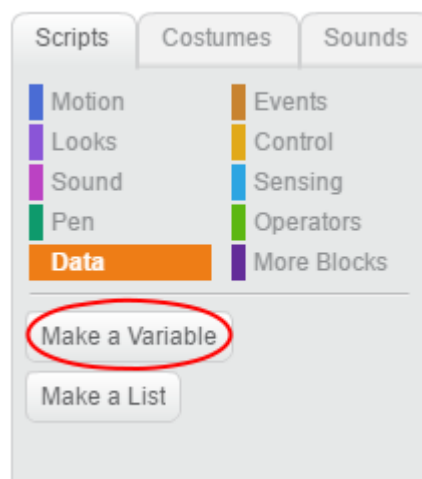 Scripts Costumes Sounds
Motion Events
Looks Control
Sound Sensing
Pen Operators
Data More Blocks
Make a Variable
Make a List